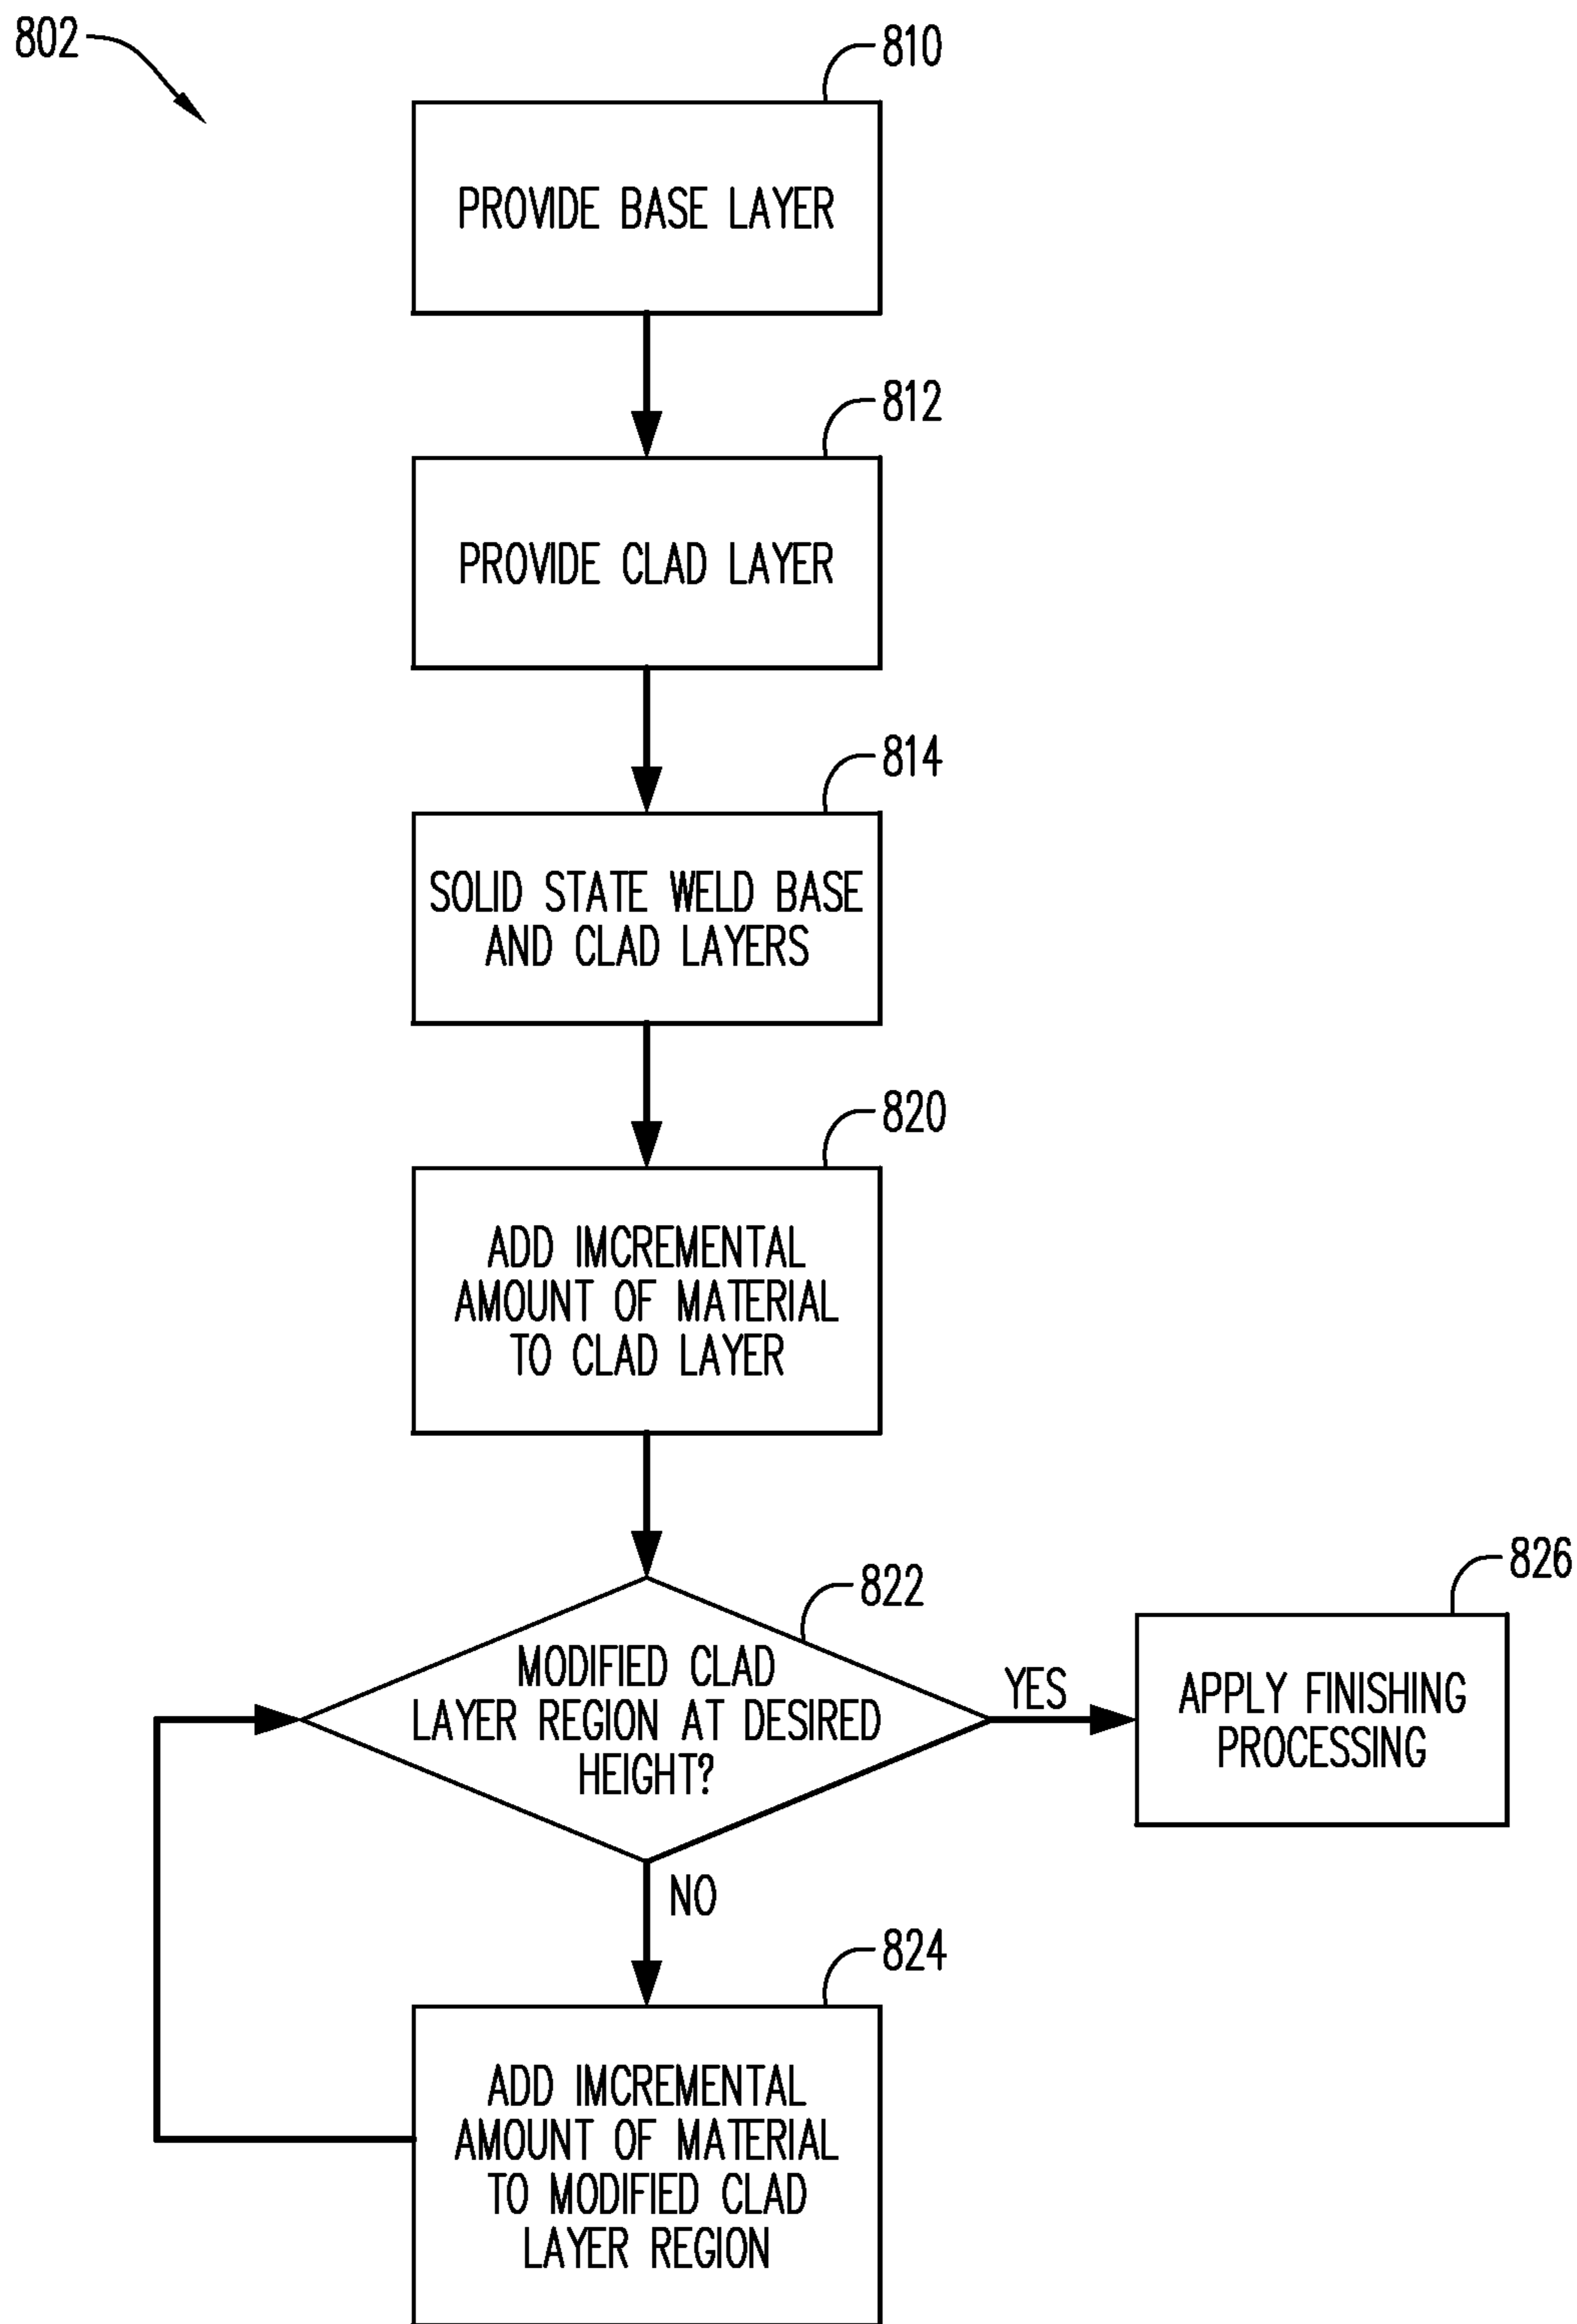 802
810
PROVIDE BASE LAYER
812
PROVIDE CLAD LAYER
814
SOLID STATE WELD BASE
AND CLAD LAYERS
820
ADD IMCREMENTAL
AMOUNT OF MATERIAL
TO CLAD LAYER
822
MODIFIED CLAD
LAYER REGION AT DESIRED
HEIGHT?
YES
826
APPLY FINISHING
PROCESSING
NO
824
ADD IMCREMENTAL
AMOUNT OF MATERIAL
TO MODIFIED CLAD
LAYER REGION